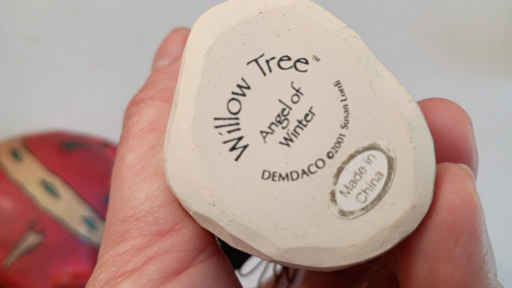 Willow Tree®
Angel of
Winter
DEMDACO ©2001 Susan Lordi
Made in
China